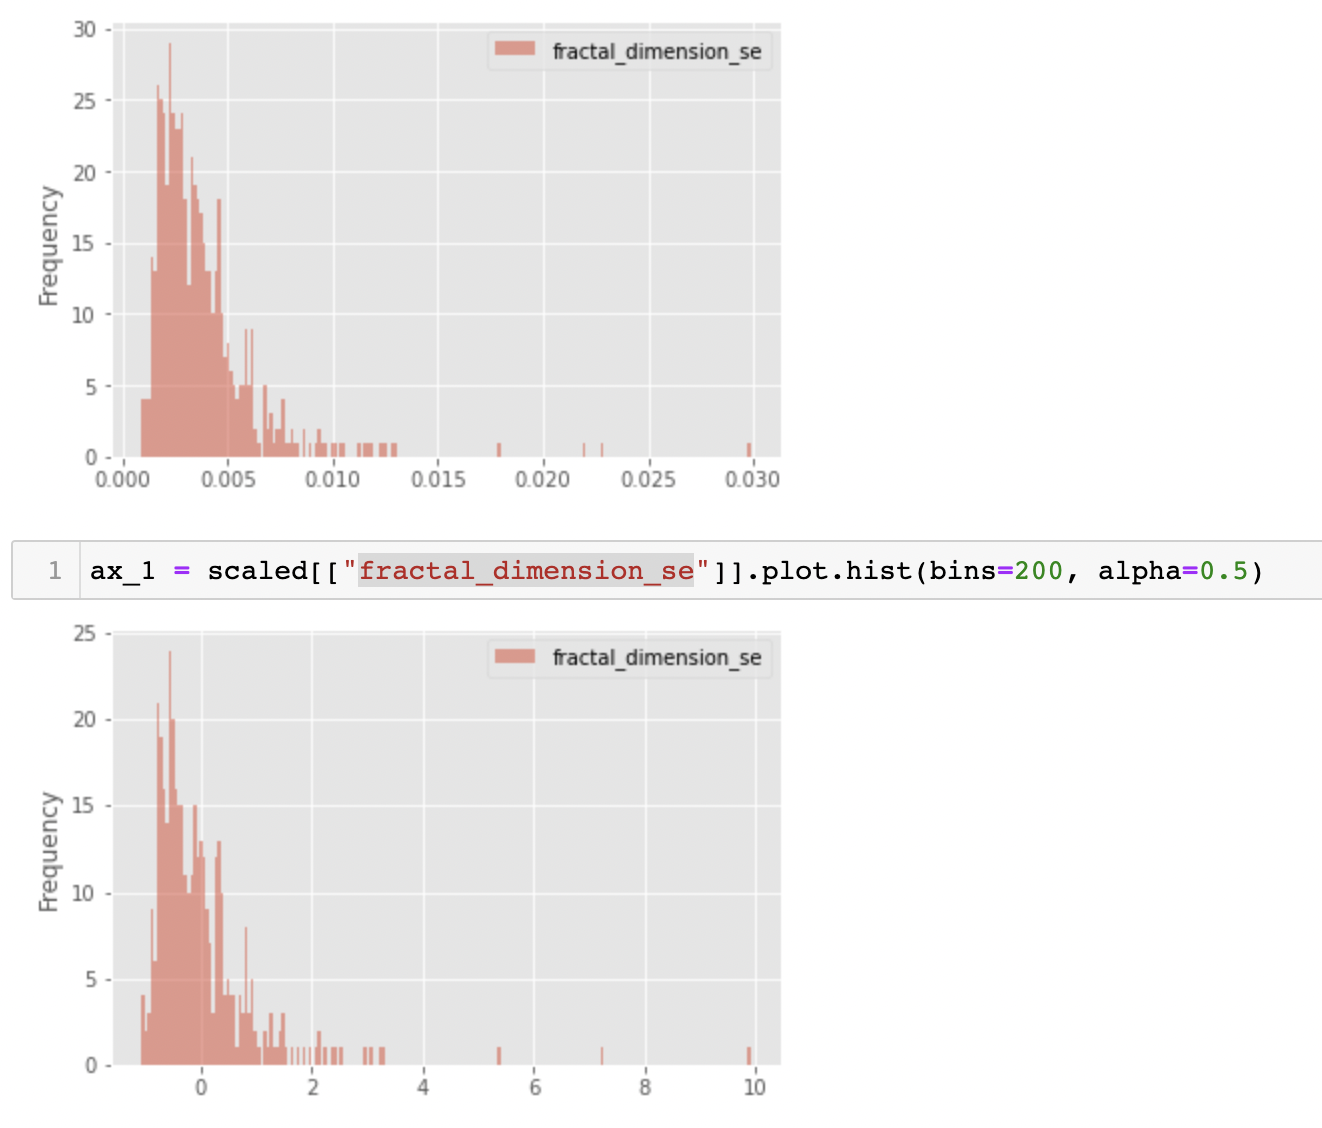 30
fractal_dimension_se
25
20
15
10
5
0
Frequency
0.000 0.005 0.010 0.015 0.020 0.025 0.030
1 ax_1 = scaled[["fractal_dimension_se"]].plot.hist(bins=200, alpha=0.5)
25
fractal_dimension_se
20
15
10
5
0
Frequency
0 2 4 6 8 10